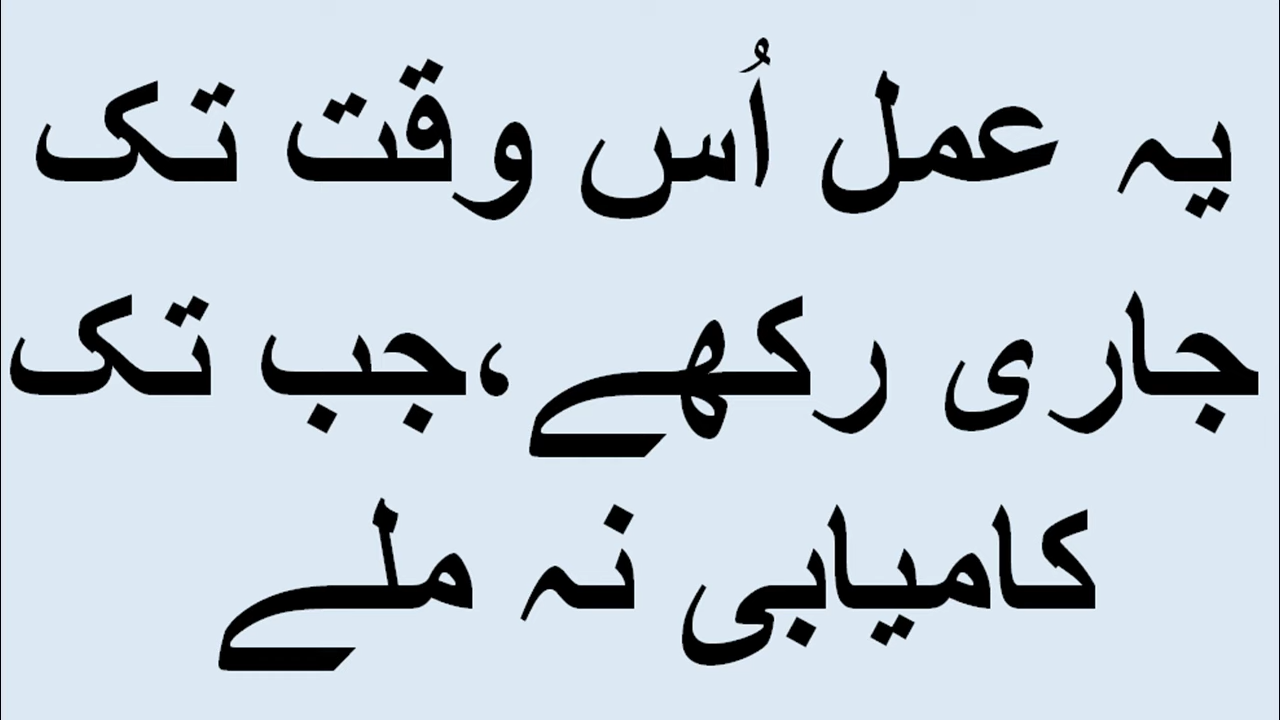 یہ عمل اُس وقت تک
جاری رکھے،جب تک
کامیابی نہ ملے